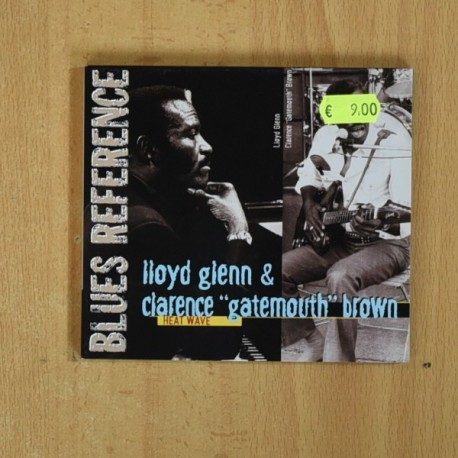 BLUES REFERENCE
Lloyd Glenn
Clarence "Gatemouth" Brown
€ 9.00
lloyd glenn &
clarence "gatemouth" brown
HEAT WAVE